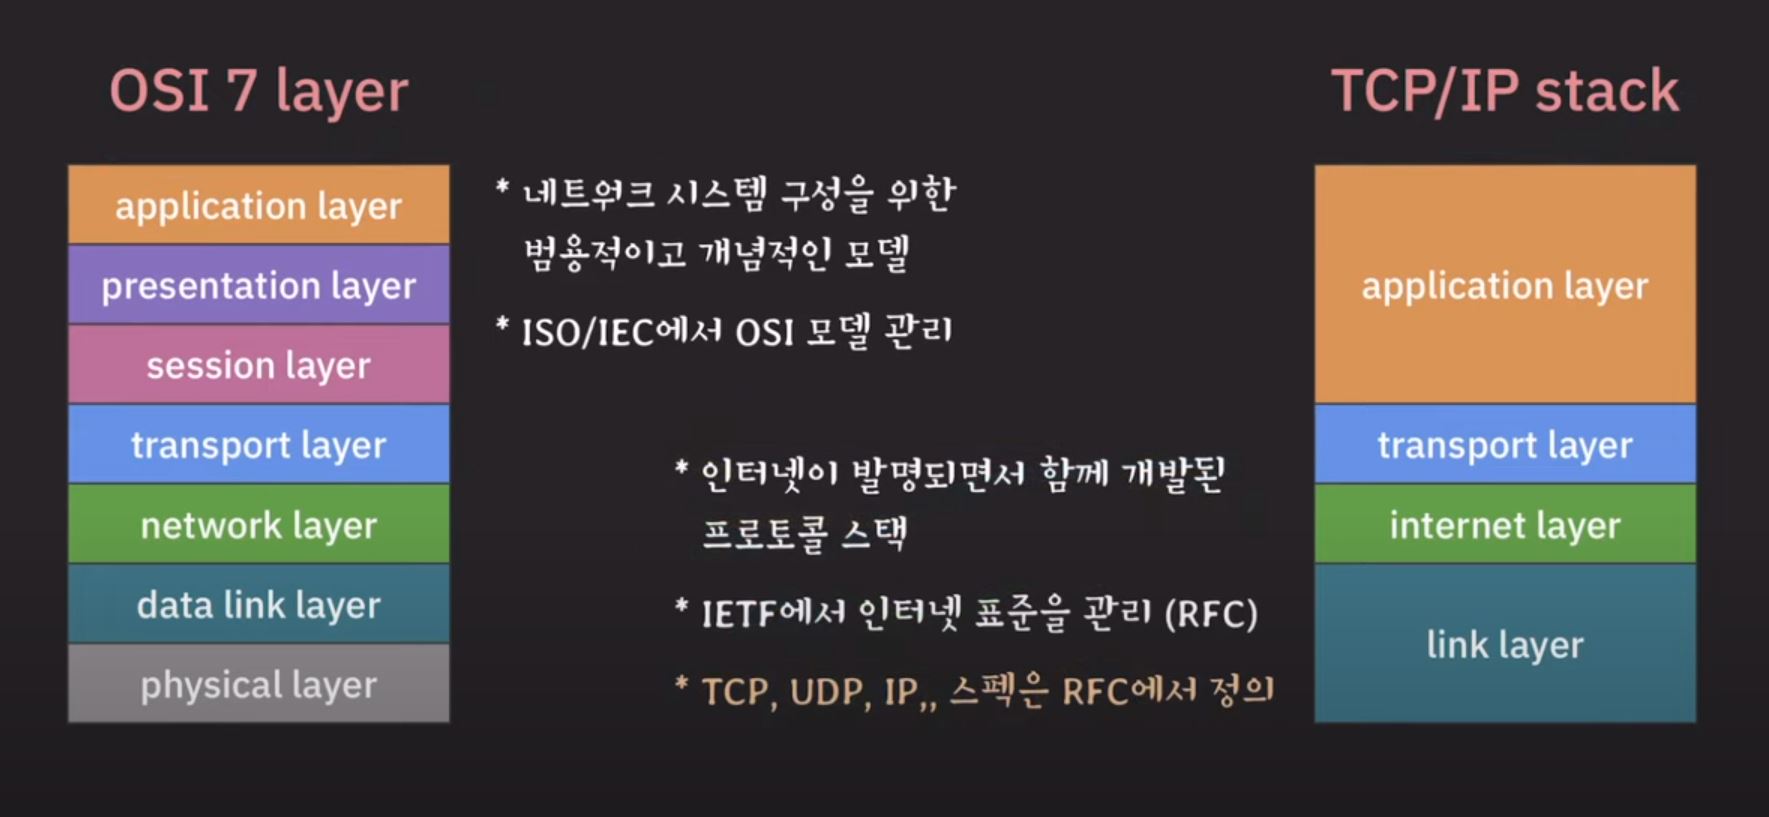 OSI 7 layer
application layer
presentation layer
session layer
transport layer
network layer
data link layer
physical layer
* 네트워크 시스템 구성을 위한
범용적이고 개념적인 모델
* ISO/IEC에서 OSI 모델 관리
* 인터넷이 발명되면서 함께 개발된
프로토콜 스택
* IETF에서 인터넷 표준을 관리 (RFC)
* TCP, UDP, IP,, 스펙은 RFC에서 정의
TCP/IP stack
application layer
transport layer
internet layer
link layer